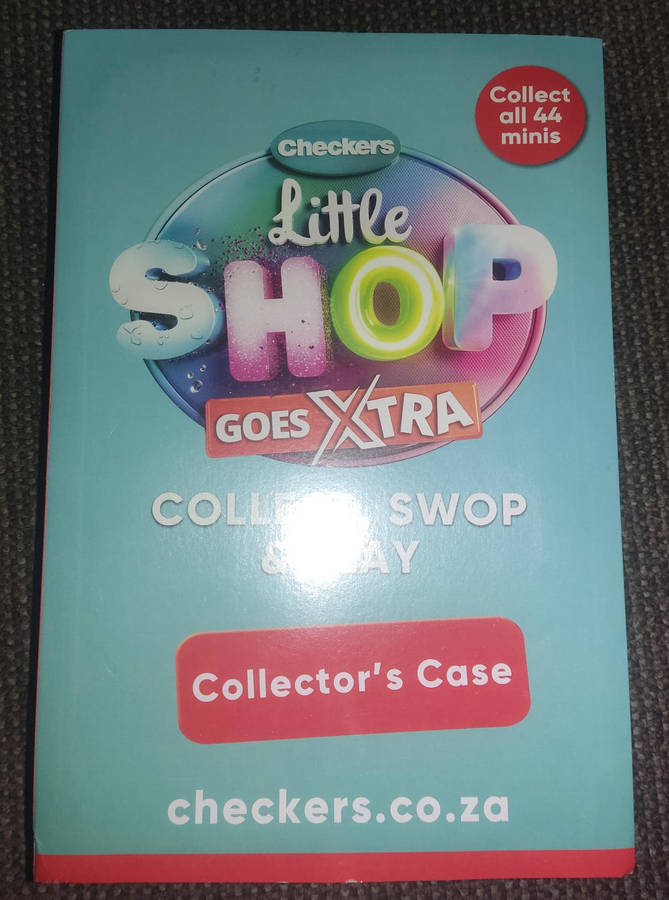 Collect
all 44
minis
Checkers
Little
SHOP
GOES XTRA
SWOP
&
Collector's Case
checkers.co.za